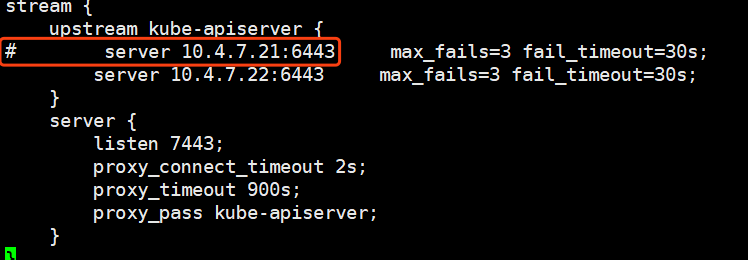 stream {
    upstream kube-apiserver {
#        server 10.4.7.21:6443     max_fails=3 fail_timeout=30s;
        server 10.4.7.22:6443     max_fails=3 fail_timeout=30s;
    }
    server {
        listen 7443;
        proxy_connect_timeout 2s;
        proxy_timeout 900s;
        proxy_pass kube-apiserver;
    }
}